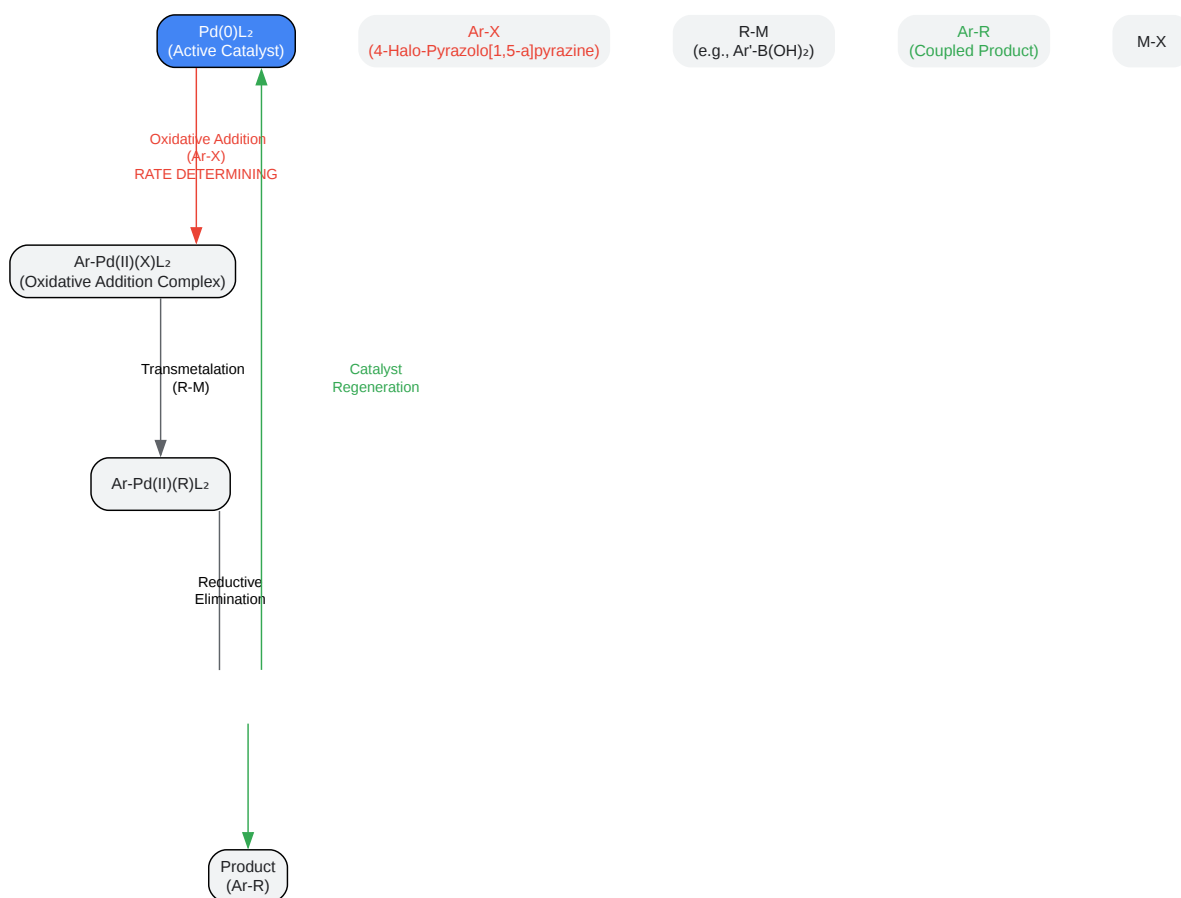 Pd(0)L₂
(Active Catalyst)
Ar-X
(4-Halo-Pyrazolo[1,5-a]pyrazine)
R-M
(e.g., Ar'-B(OH)₂)
Ar-R
(Coupled Product)
M-X
Oxidative Addition
(Ar-X)
RATE DETERMINING
Ar-Pd(II)(X)L₂
(Oxidative Addition Complex)
Transmetalation
(R-M)
Catalyst
Regeneration
Ar-Pd(II)(R)L₂
Reductive
Elimination
Product
(Ar-R)